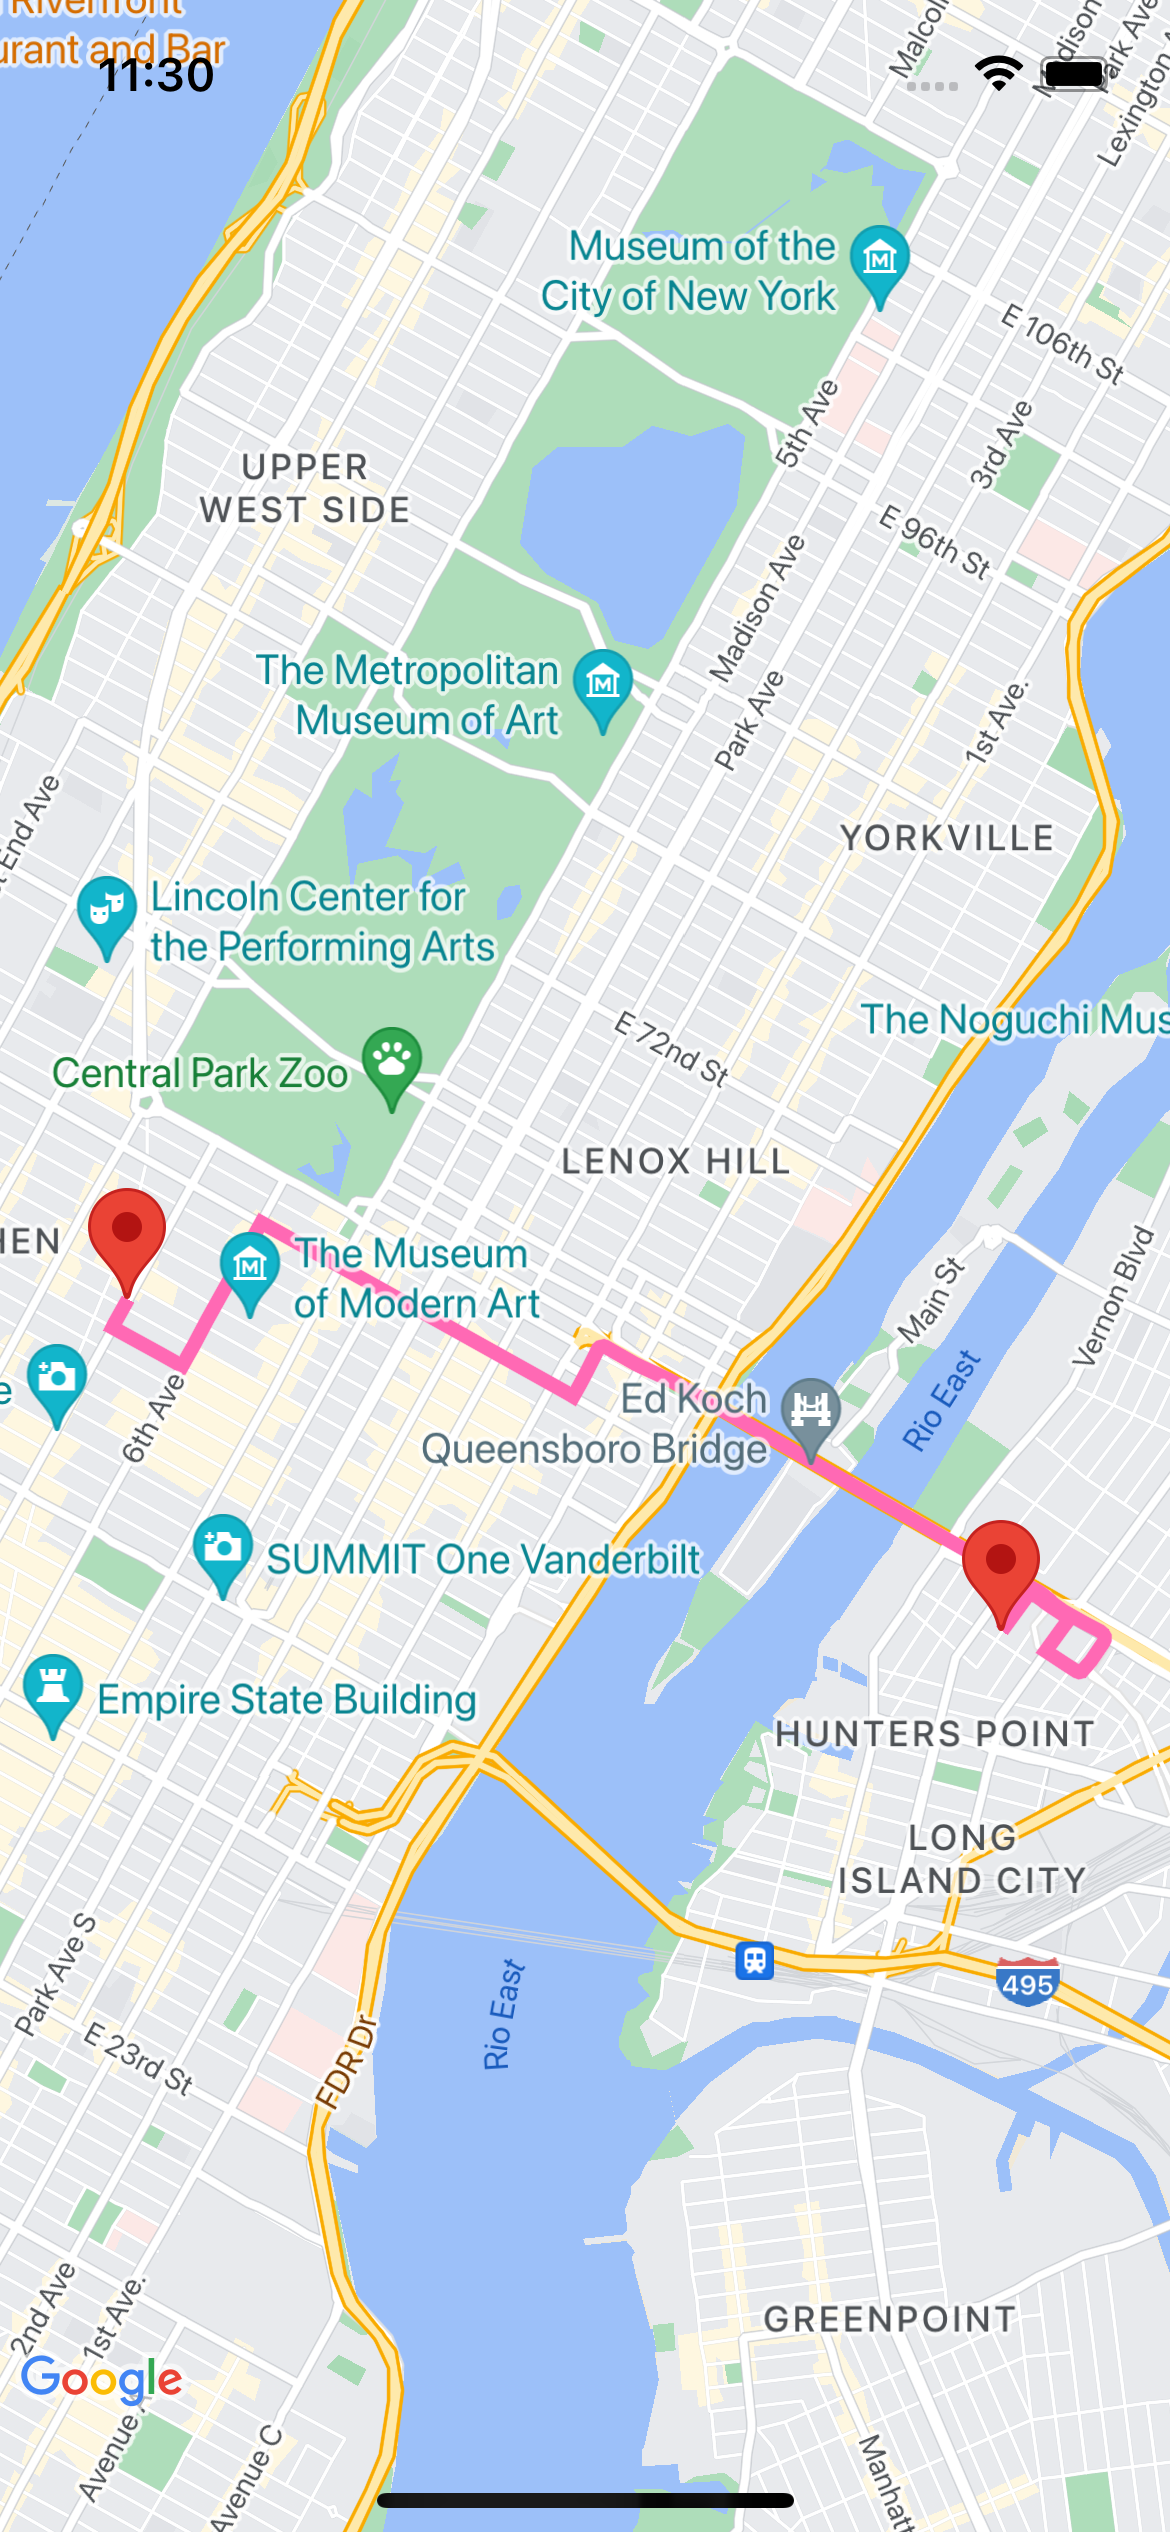 Riverfront
urant and Bar
11:30
Malcol
Madison
Park Ave
Lexington A
Museum of the
City of New York
E 106th St
5th Ave
3rd Ave
UPPER
WEST SIDE
E 96th St
Madison Ave
The Metropolitan
Museum of Art
Park Ave
1st Ave.
t End Ave
YORKVILLE
Lincoln Center for
the Performing Arts
The Noguchi Mus
E 72nd St
Central Park Zoo
LENOX HILL
HEN
The Museum
of Modern Art
Main St
Vernon Blvd
e
6th Ave
Ed Koch
Queensboro Bridge
Rio East
SUMMIT One Vanderbilt
Empire State Building
HUNTERS POINT
LONG
ISLAND CITY
Park Ave S
Rio East
495
E 23rd St
FDR Dr
2nd Ave
1st Ave.
GREENPOINT
Google
Avenue
Avenue C
Manhatt